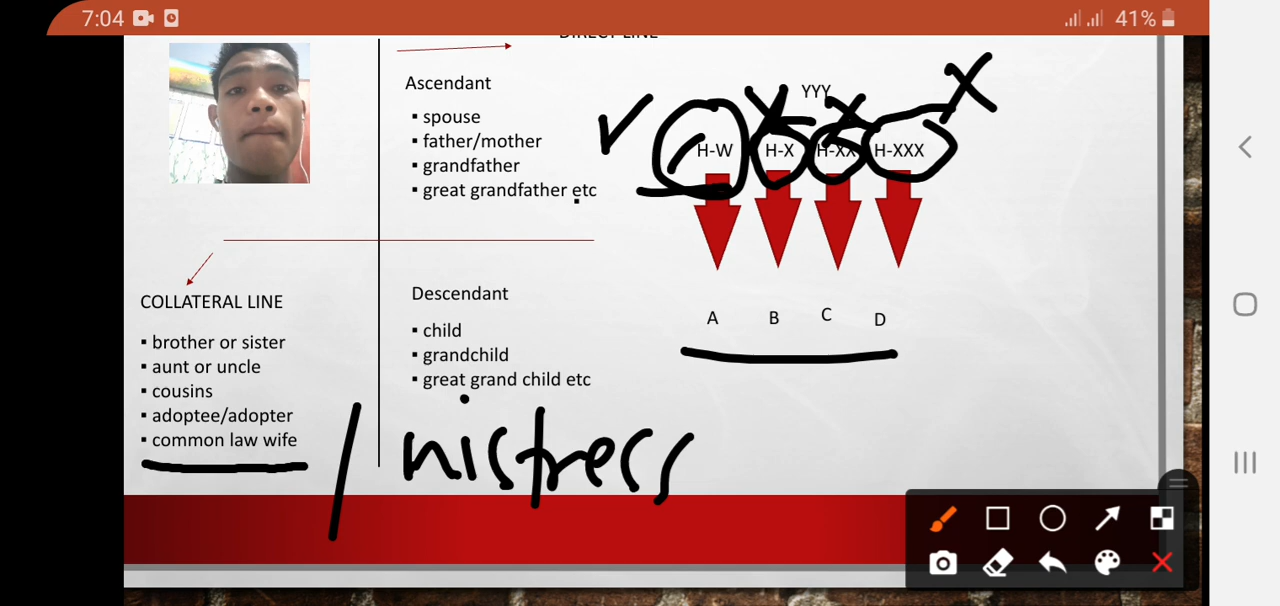 7:04
41%
DIRECT LINE
Ascendant
▪ spouse
▪ father/mother
▪ grandfather
▪ great grandfather etc
YYY
H-W H-X H-XX H-XXX
COLLATERAL LINE
▪ brother or sister
▪ aunt or uncle
▪ cousins
▪ adoptee/adopter
▪ common law wife
Descendant
▪ child
▪ grandchild
▪ great grand child etc
A B C D
/ mistress